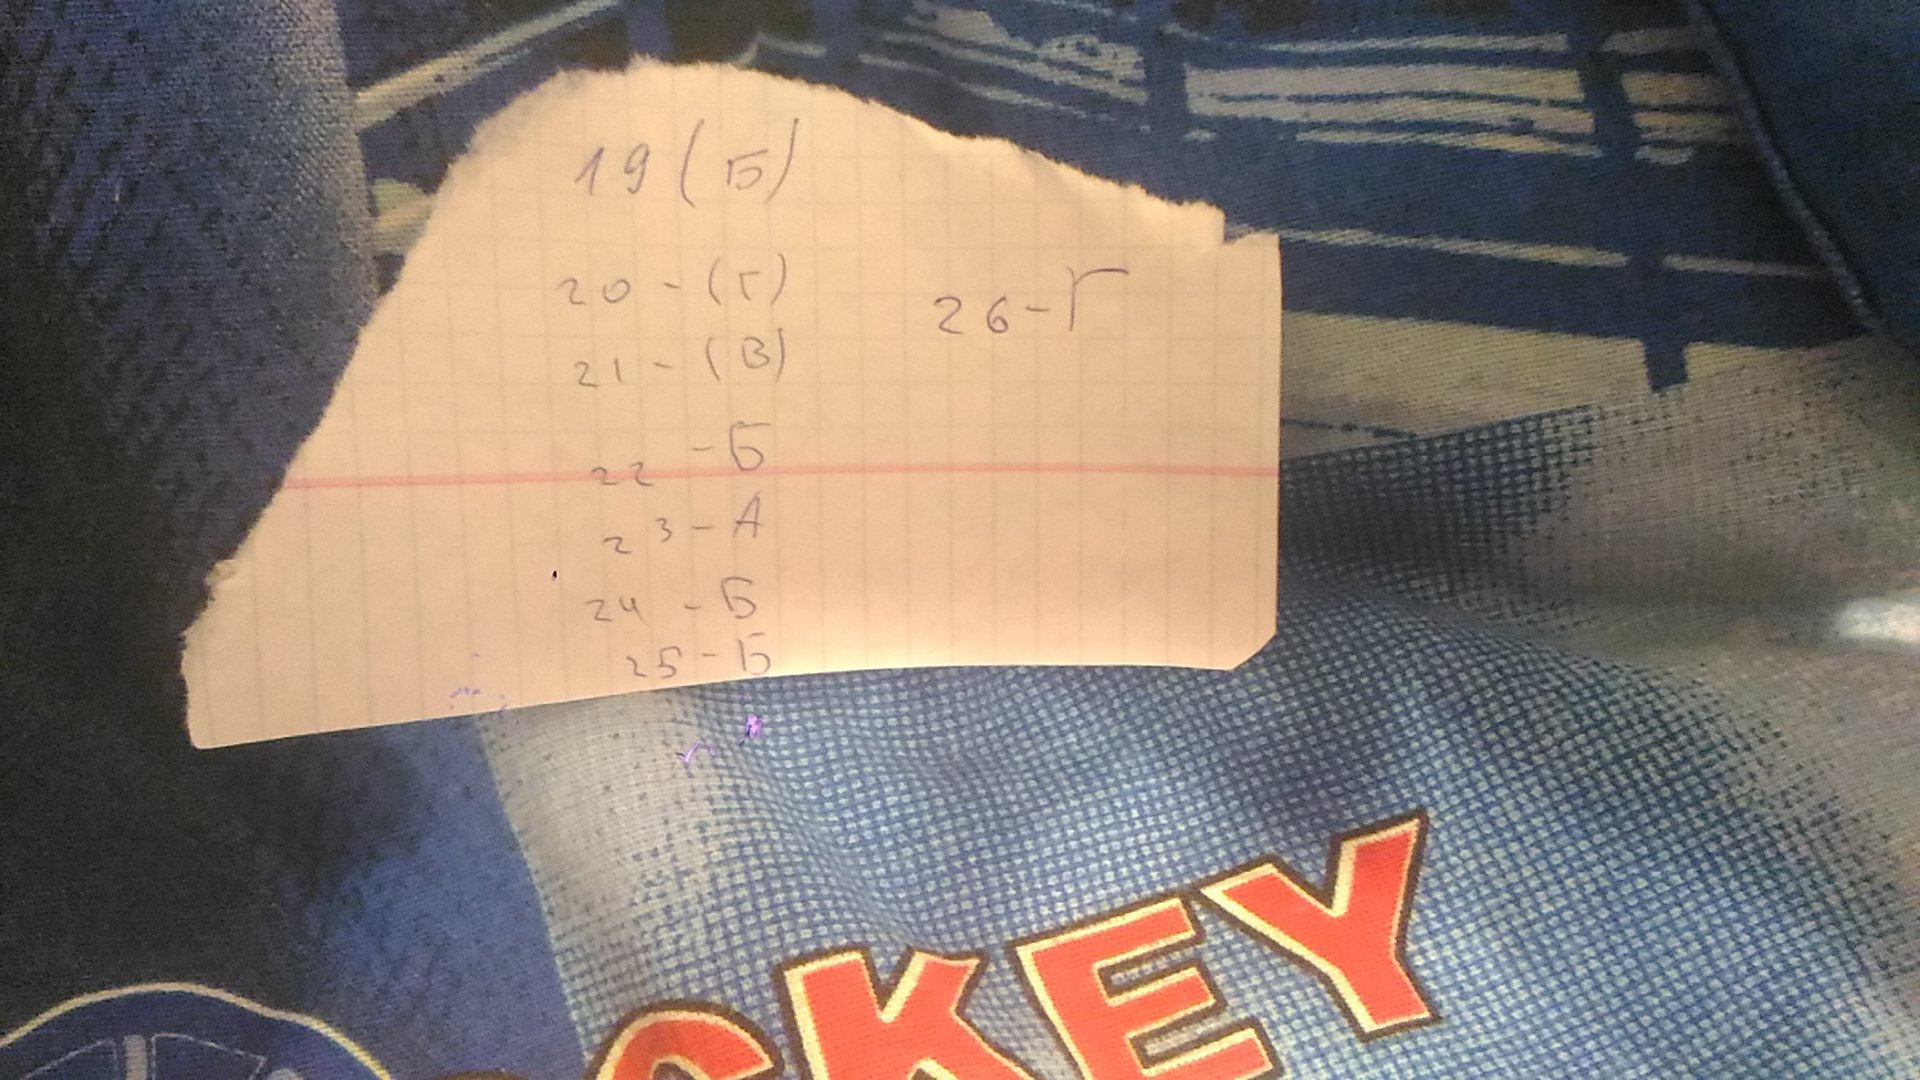 19 (Б)
20 - (Г)
21 - (В)
22 - Б
23 - А
24 - Б
25 - Б
26 - Г
CKEY